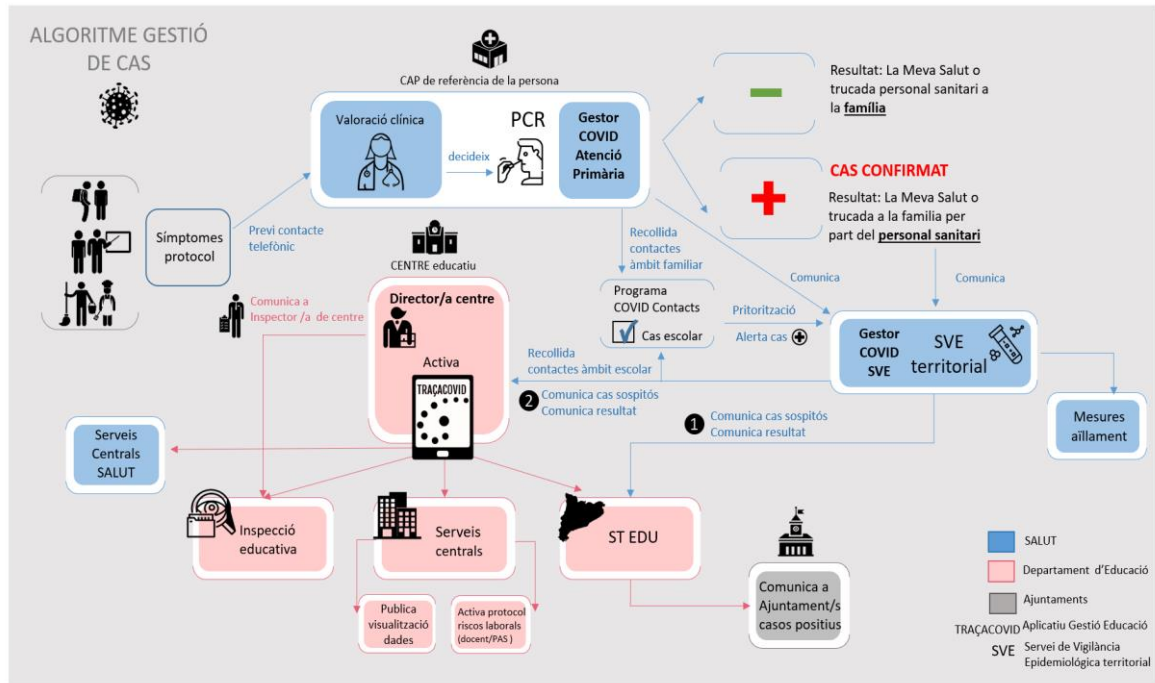 ALGORITME GESTIÓ
DE CAS
CAP de referència de la persona
Valoració clínica
decideix
PCR
Gestor
COVID
Atenció
Primària
Resultat: La Meva Salut o
trucada personal sanitari a
la família
CAS CONFIRMAT
Resultat: La Meva Salut o
trucada a la familia per
part del personal sanitari
Símptomes
protocol
Previ contacte
telefònic
CENTRE educatiu
Recollida
contactes
àmbit familiar
Comunica
Comunica
Comunica a
Inspector /a de centre
Director/a centre
Activa
TRAÇACOVID
Programa
COVID Contacts
Cas escolar
Priorització
Alerta cas
Gestor
COVID
SVE
SVE
territorial
Recollida
contactes àmbit escolar
2 Comunica cas sospitós
Comunica resultat
1 Comunica cas sospitós
Comunica resultat
Mesures
aïllament
Serveis
Centrals
SALUT
Inspecció
educativa
Serveis
centrals
ST EDU
Publica
visualització
dades
Activa protocol
riscos laborals
(docent/PAS )
Comunica a
Ajuntament/s
casos positius
SALUT
Departament d'Educació
Ajuntaments
TRAÇACOVID Aplicatiu Gestió Educació
SVE Servei de Vigilància
Epidemiológica territorial